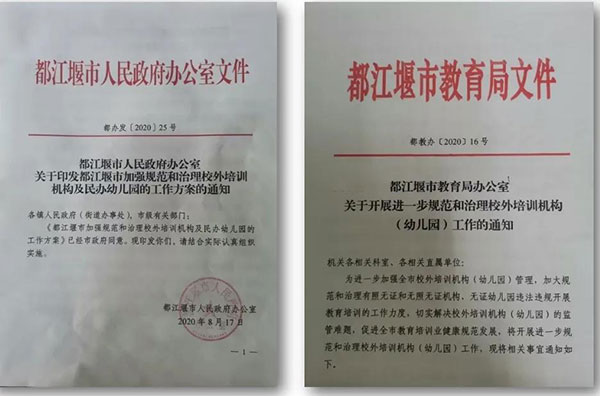 都江堰市人民政府办公室文件
都办发〔2020〕25号
都江堰市人民政府办公室
关于印发都江堰市加强规范和治理校外培训
机构及民办幼儿园的工作方案的通知
各镇人民政府（街道办事处），市级有关部门：
《都江堰市加强规范和治理校外培训机构及民办幼儿园的
工作方案》已经市政府同意。现印发你们，请结合实际认真组织
实施。
都江堰市人民政府办公室
2020年8月17日
—1—
都江堰市教育局文件
都教办〔2020〕16号
都江堰市教育局办公室
关于开展进一步规范和治理校外培训机构
（幼儿园）工作的通知
机关各相关科室、各相关直属单位：
为进一步加强全市校外培训机构（幼儿园）管理，加大规
范和治理有照无证和无照无证机构、无证幼儿园违法违规开展
教育培训的工作力度，切实解决校外培训机构（幼儿园）的监
管难题，促进全市教育培训业健康规范发展，将开展进一步规
范和治理校外培训机构（幼儿园）工作，现将相关事宜通知如
下。